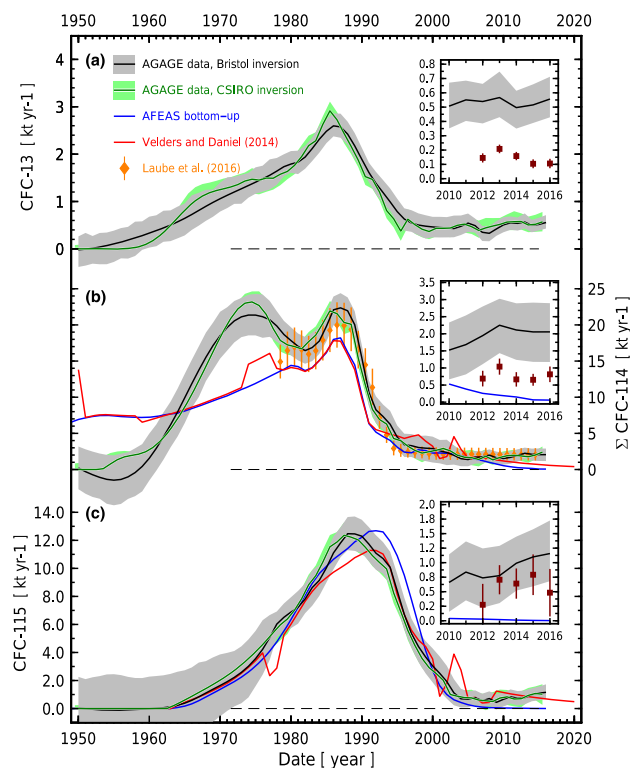 1950 1960 1970 1980 1990 2000 2010 2020
(a)
AGAGE data, Bristol inversion
AGAGE data, CSIRO inversion
AFEAS bottom-up
Velders and Daniel (2014)
Laube et al. (2016)
CFC-13 [ kt yr-1 ]
4
3
2
1
0
0.8
0.7
0.6
0.5
0.4
0.3
0.2
0.1
0.0
2010 2012 2014 2016
(b)
3.5
3.0
2.5
2.0
1.5
1.0
0.5
0.0
2010 2012 2014 2016
25
20
15
10
5
0
Σ CFC-114 [ kt yr-1 ]
(c)
CFC-115 [ kt yr-1 ]
14.0
12.0
10.0
8.0
6.0
4.0
2.0
0.0
2.0
1.8
1.5
1.2
1.0
0.8
0.5
0.2
0.0
2010 2012 2014 2016
1950 1960 1970 1980 1990 2000 2010 2020
Date [ year ]